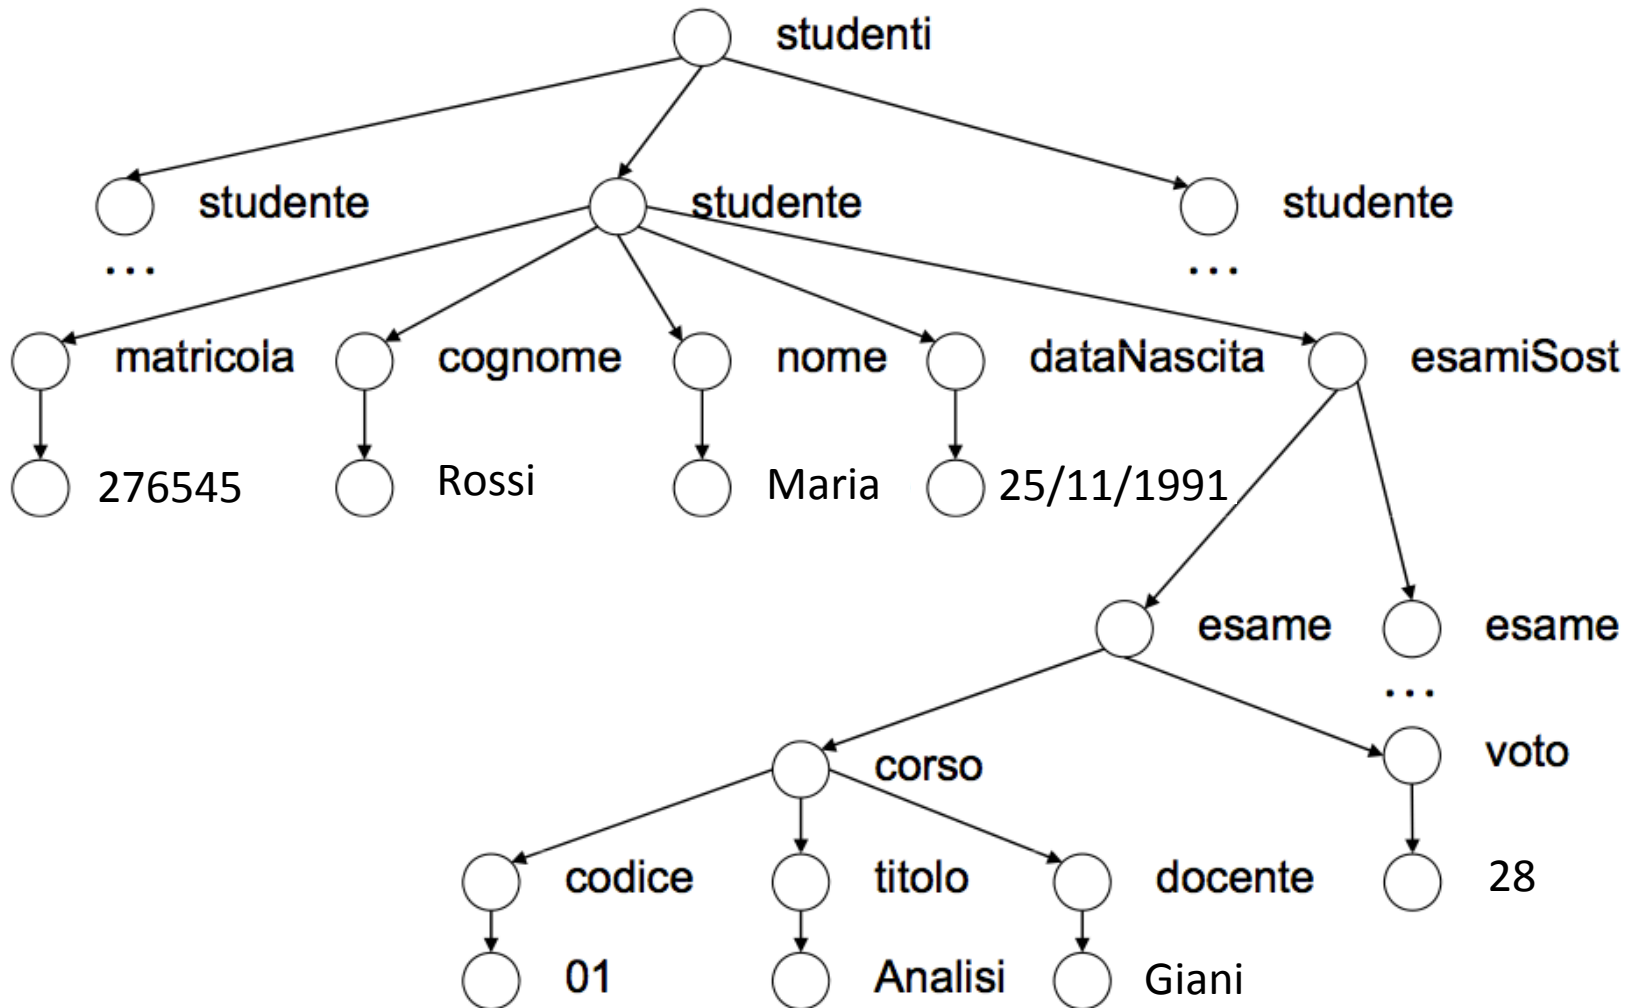 studenti
studente studente studente
... ...
matricola cognome nome dataNascita esamiSost
276545 Rossi Maria 25/11/1991
esame esame
...
corso voto
codice titolo docente 28
01 Analisi Giani